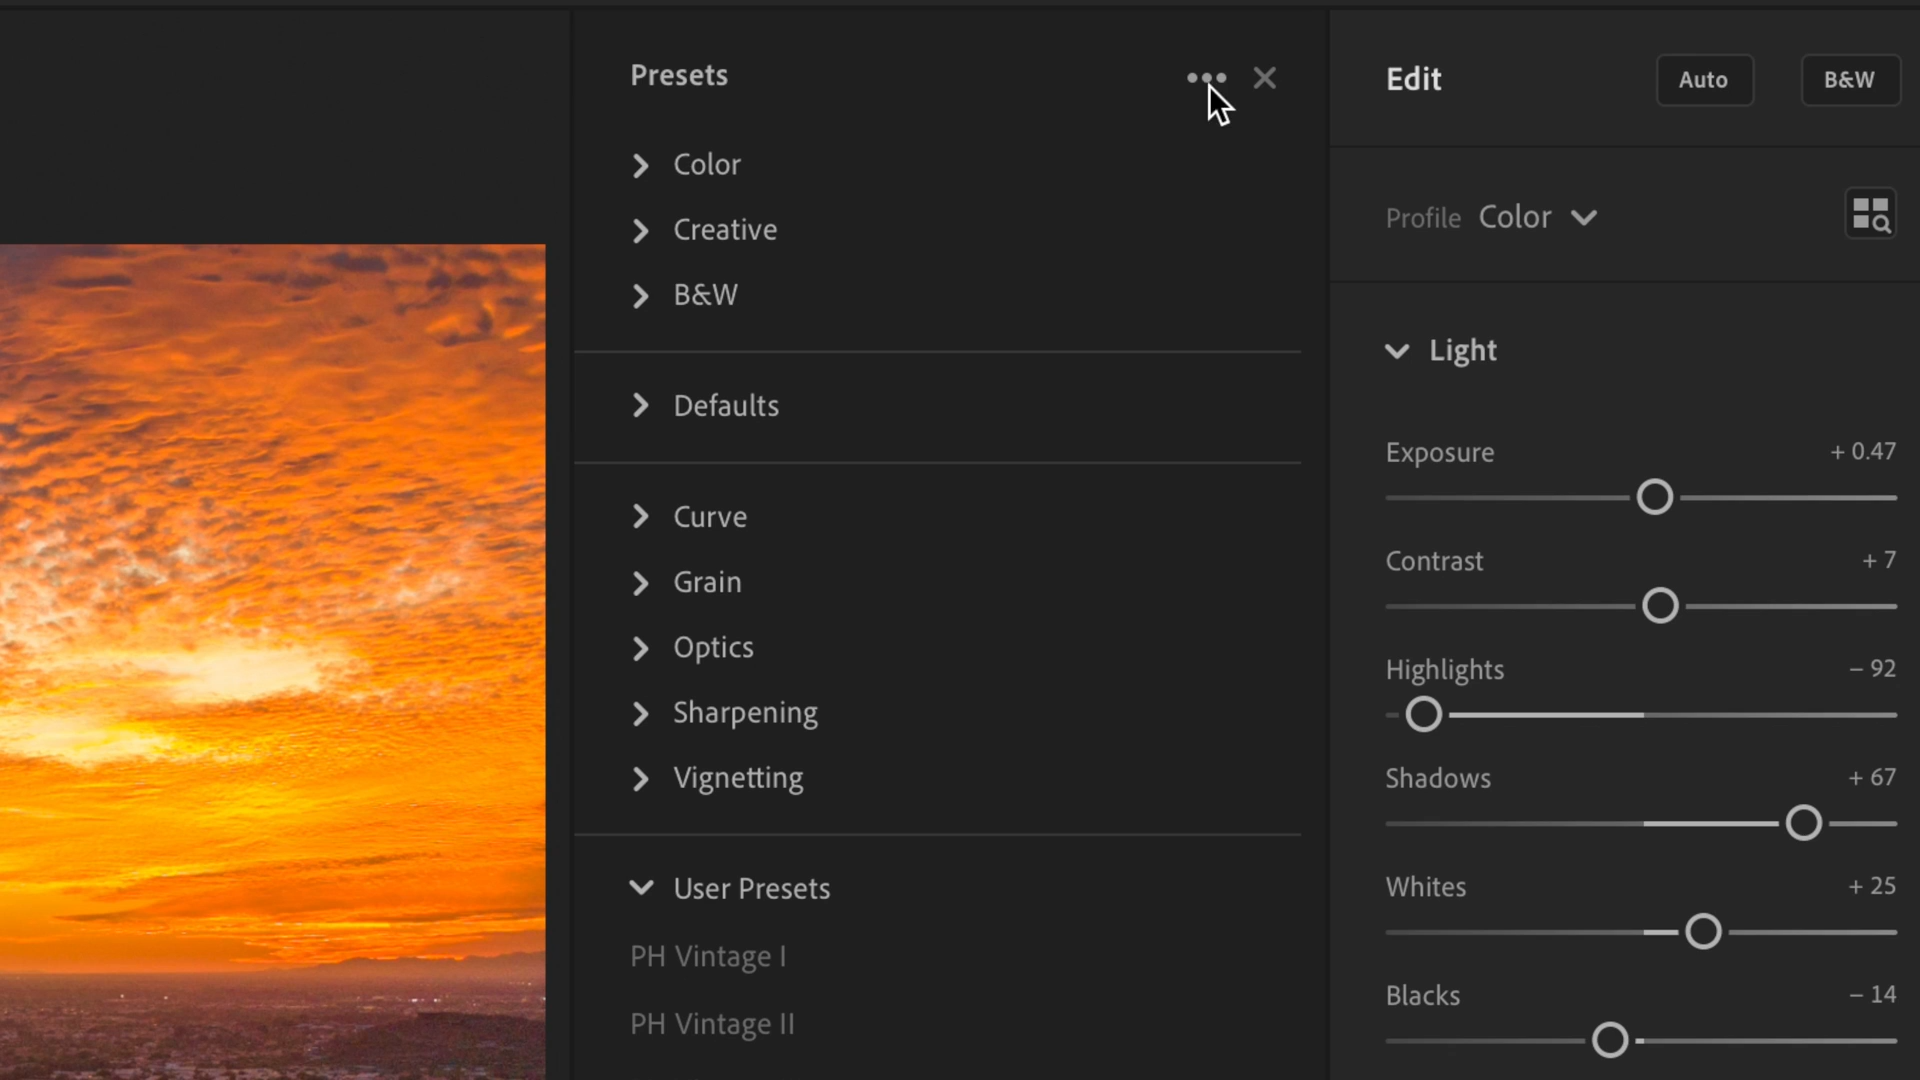 Presets
Color
Creative
B&W
Defaults
Curve
Grain
Optics
Sharpening
Vignetting
User Presets
PH Vintage I
PH Vintage II
Edit
Auto
B&W
Profile Color
Light
Exposure + 0.47
Contrast + 7
Highlights – 92
Shadows + 67
Whites + 25
Blacks – 14